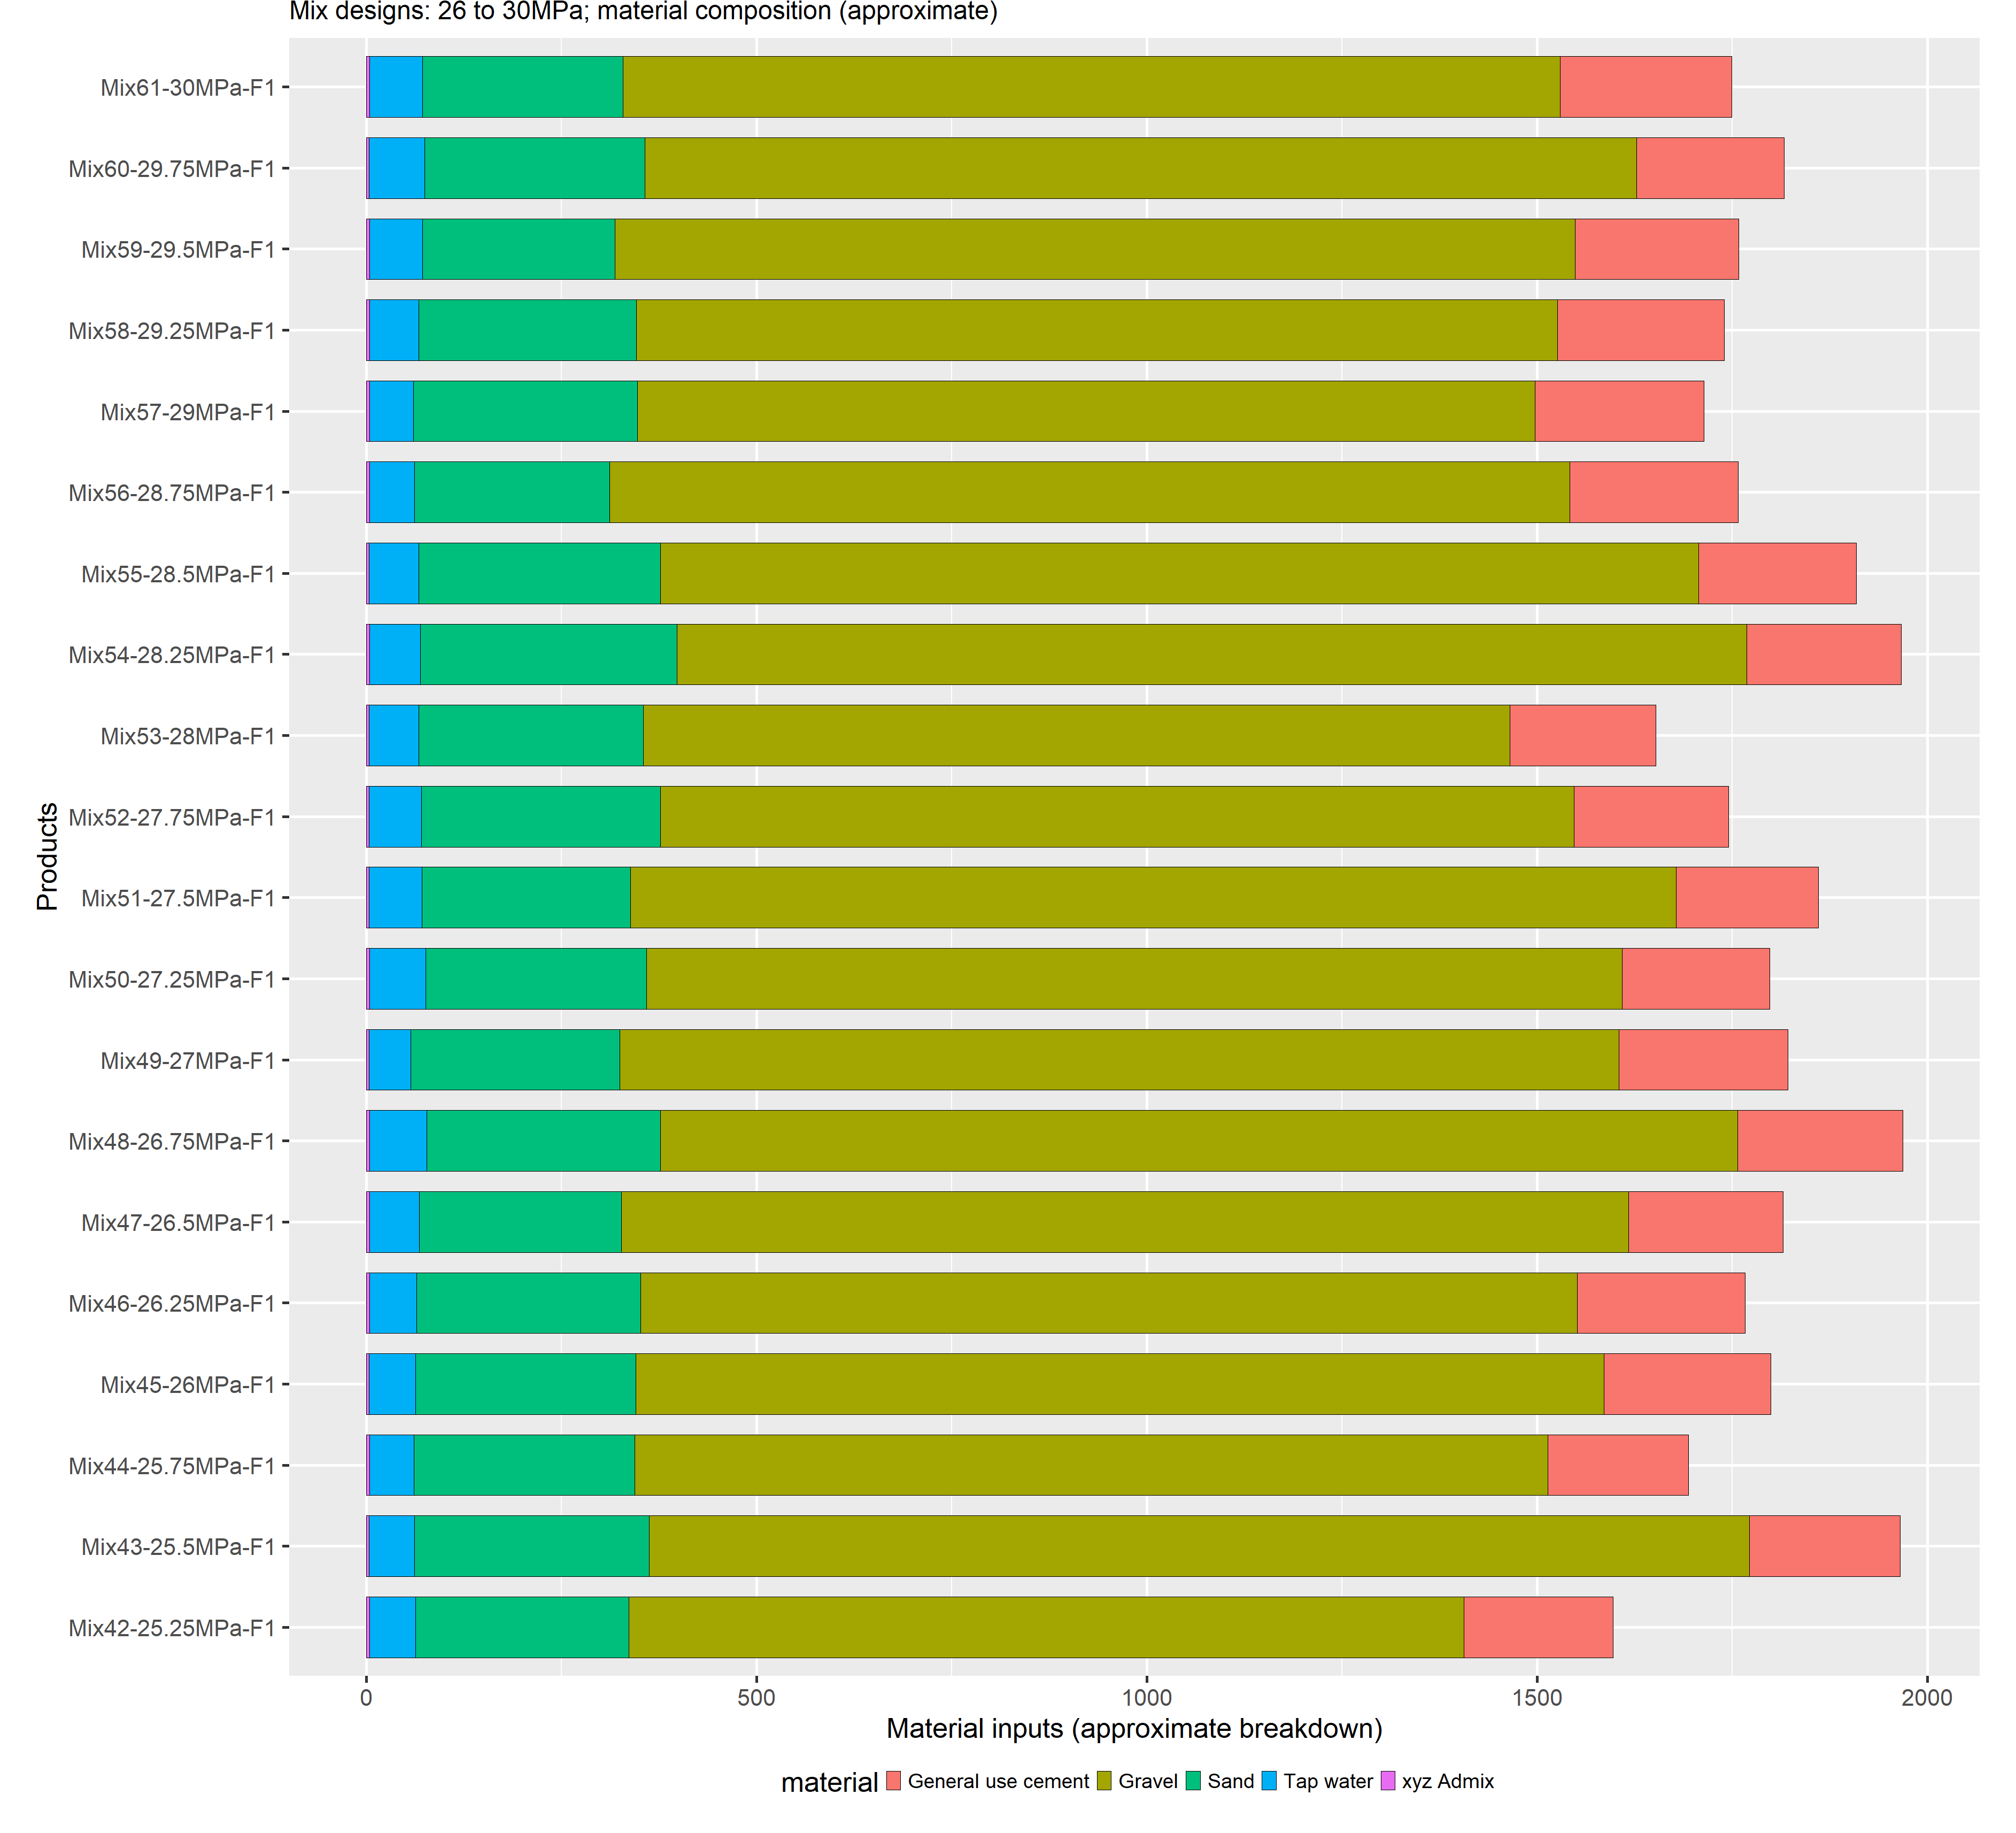 Mix designs: 26 to 30MPa; material composition (approximate)
Mix61-30MPa-F1
Mix60-29.75MPa-F1
Mix59-29.5MPa-F1
Mix58-29.25MPa-F1
Mix57-29MPa-F1
Mix56-28.75MPa-F1
Mix55-28.5MPa-F1
Mix54-28.25MPa-F1
Mix53-28MPa-F1
Mix52-27.75MPa-F1
Mix51-27.5MPa-F1
Mix50-27.25MPa-F1
Mix49-27MPa-F1
Mix48-26.75MPa-F1
Mix47-26.5MPa-F1
Mix46-26.25MPa-F1
Mix45-26MPa-F1
Mix44-25.75MPa-F1
Mix43-25.5MPa-F1
Mix42-25.25MPa-F1
Products
0 500 1000 1500 2000
Material inputs (approximate breakdown)
material General use cement Gravel Sand Tap water xyz Admix